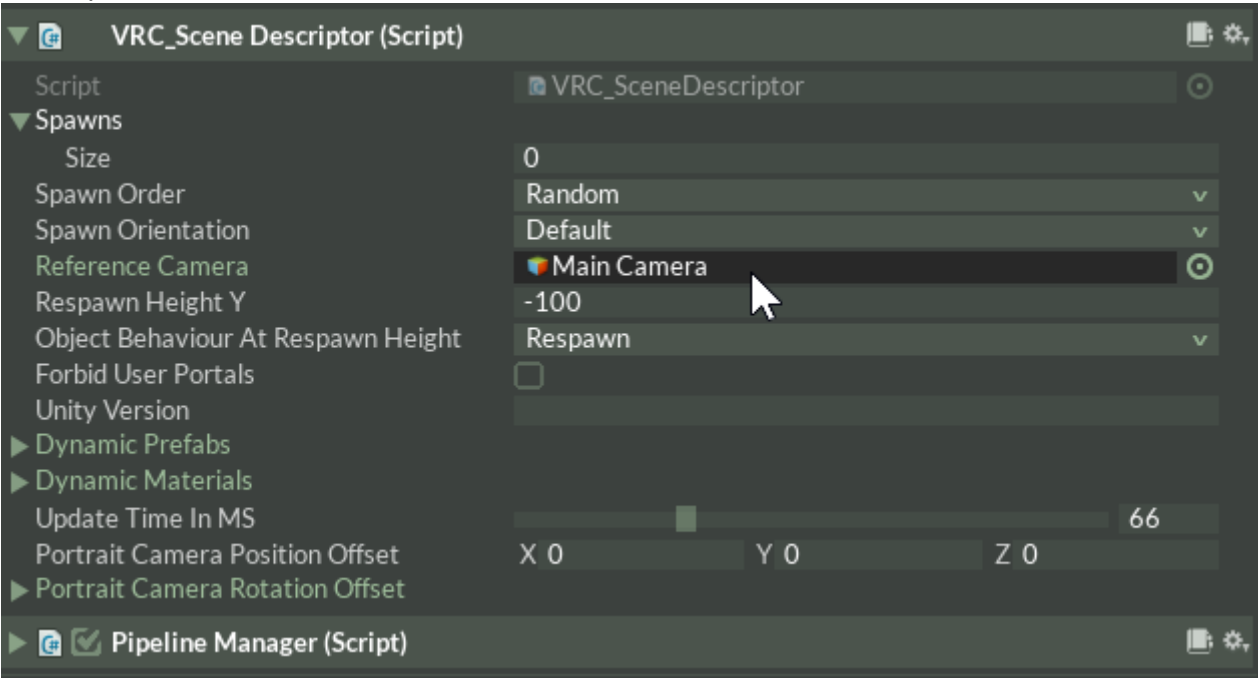 VRC_Scene Descriptor (Script)
Script VRC_SceneDescriptor
Spawns
Size 0
Spawn Order Random
Spawn Orientation Default
Reference Camera Main Camera
Respawn Height Y -100
Object Behaviour At Respawn Height Respawn
Forbid User Portals
Unity Version
Dynamic Prefabs
Dynamic Materials
Update Time In MS 66
Portrait Camera Position Offset X 0 Y 0 Z 0
Portrait Camera Rotation Offset
Pipeline Manager (Script)